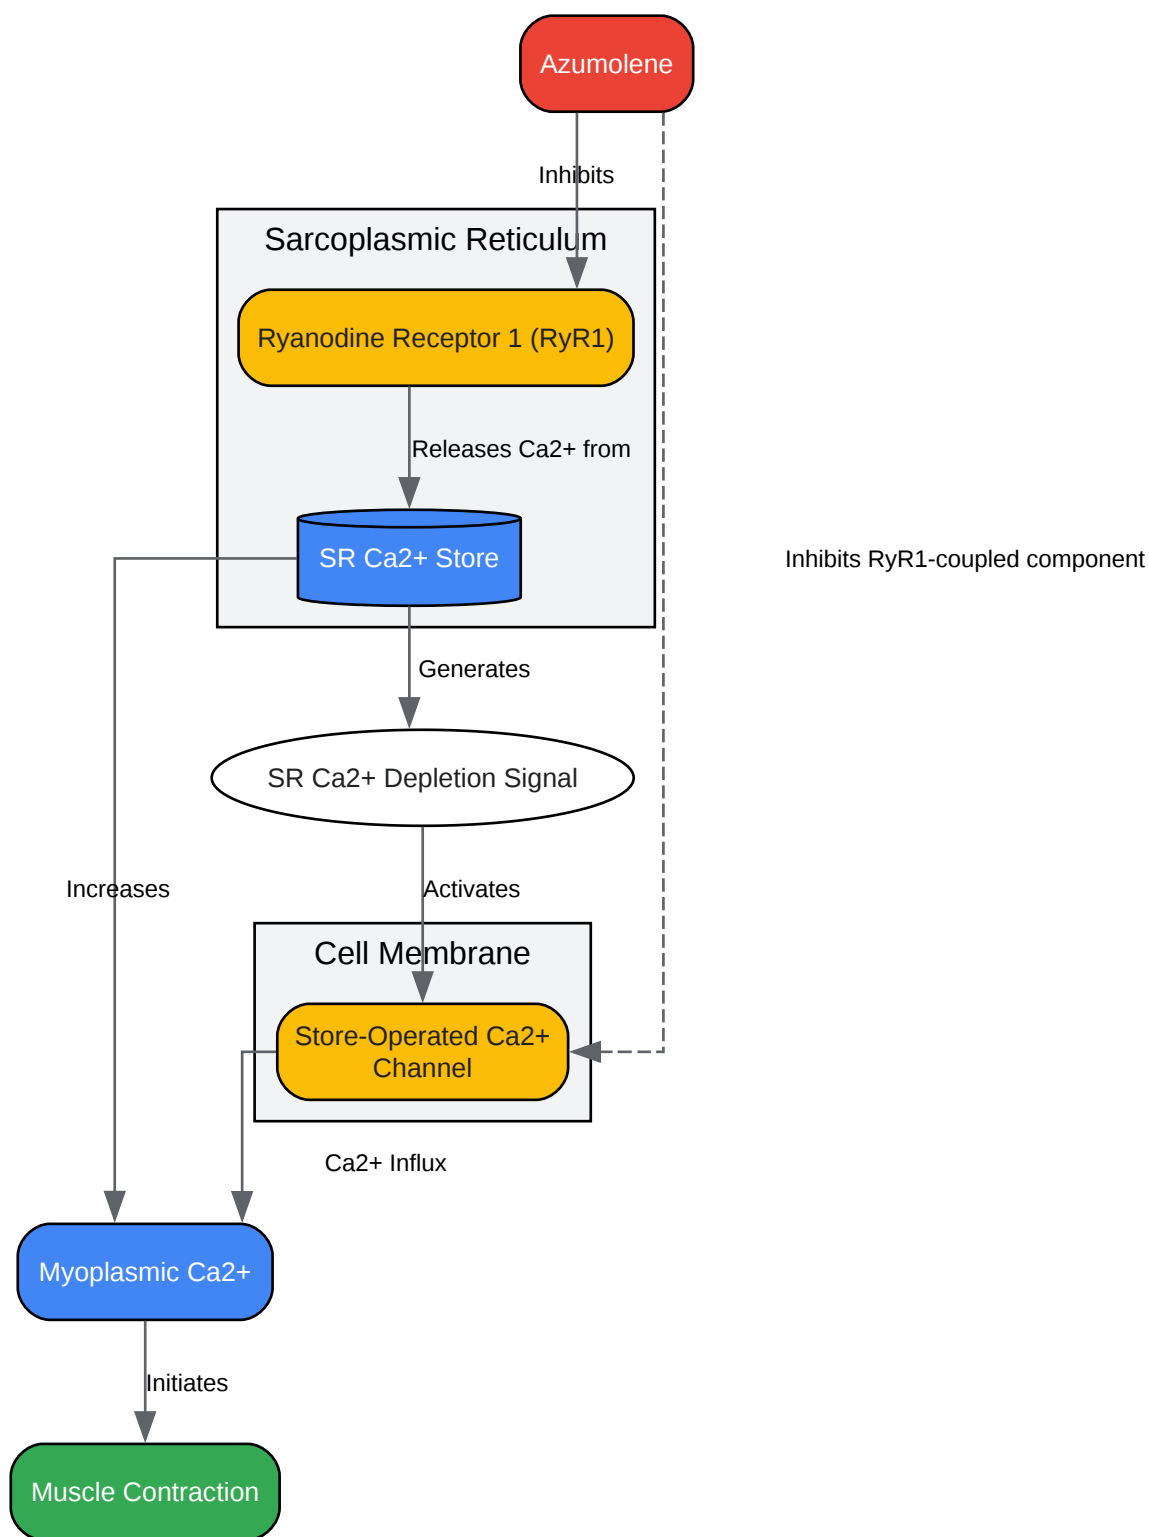 Azumolene
Inhibits
Sarcoplasmic Reticulum
Ryanodine Receptor 1 (RyR1)
Releases Ca2+ from
SR Ca2+ Store
Inhibits RyR1-coupled component
Generates
SR Ca2+ Depletion Signal
Increases
Activates
Cell Membrane
Store-Operated Ca2+
Channel
Ca2+ Influx
Myoplasmic Ca2+
Initiates
Muscle Contraction